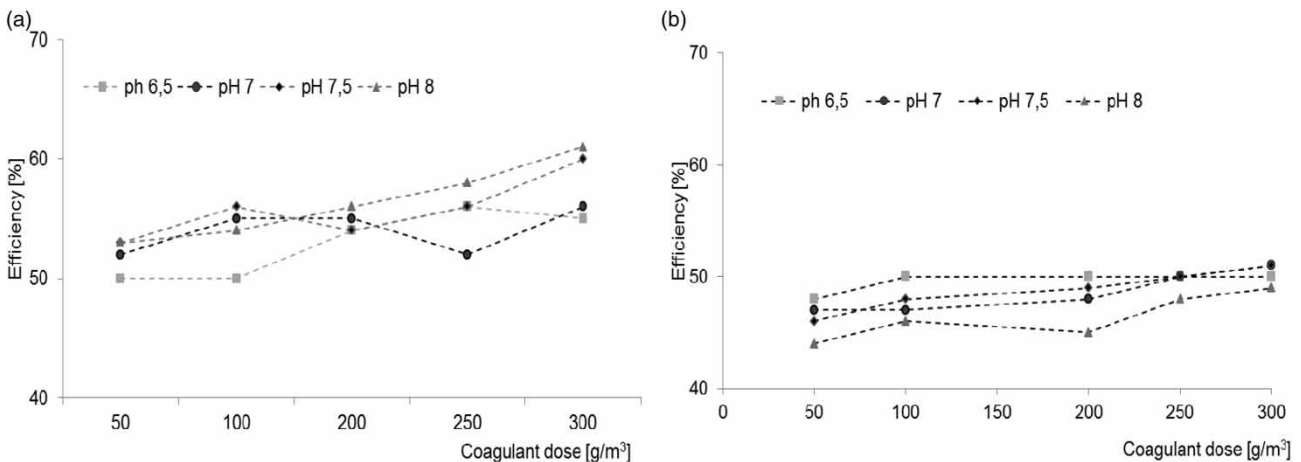 (a)
70
60
50
40
Efficiency [%]
ph 6,5 pH 7 pH 7,5 pH 8
50 100 200 250 300
Coagulant dose [g/m³]
(b)
70
60
50
40
Efficiency [%]
ph 6,5 pH 7 pH 7,5 pH 8
0 50 100 150 200 250 300
Coagulant dose [g/m³]